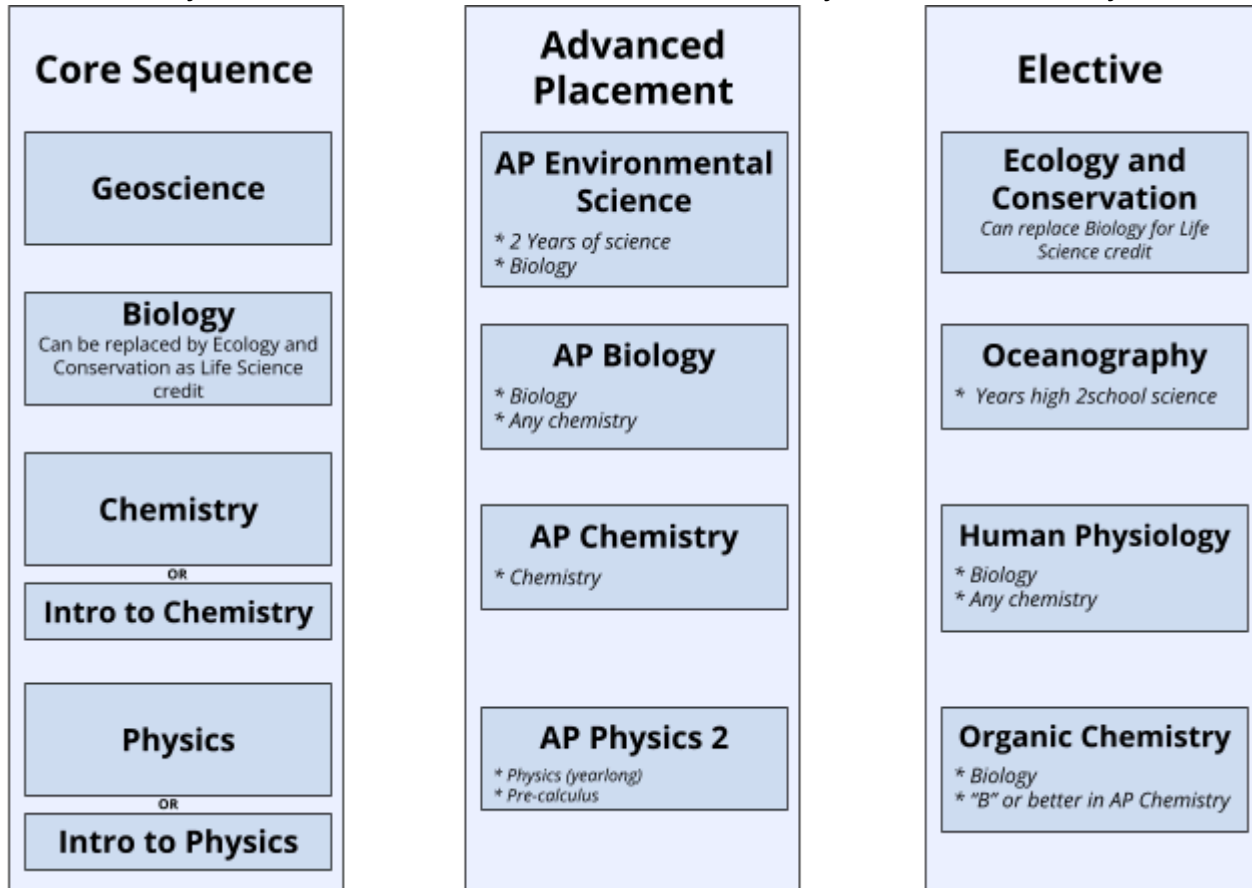 Core Sequence
Geoscience
Biology
Can be replaced by Ecology and
Conservation as Life Science
credit
Chemistry
OR
Intro to Chemistry
Physics
OR
Intro to Physics
Advanced
Placement
AP Environmental
Science
* 2 Years of science
* Biology
AP Biology
* Biology
* Any chemistry
AP Chemistry
* Chemistry
AP Physics 2
* Physics (yearlong)
* Pre-calculus
Elective
Ecology and
Conservation
Can replace Biology for Life
Science credit
Oceanography
* Years high 2school science
Human Physiology
* Biology
* Any chemistry
Organic Chemistry
* Biology
* "B" or better in AP Chemistry